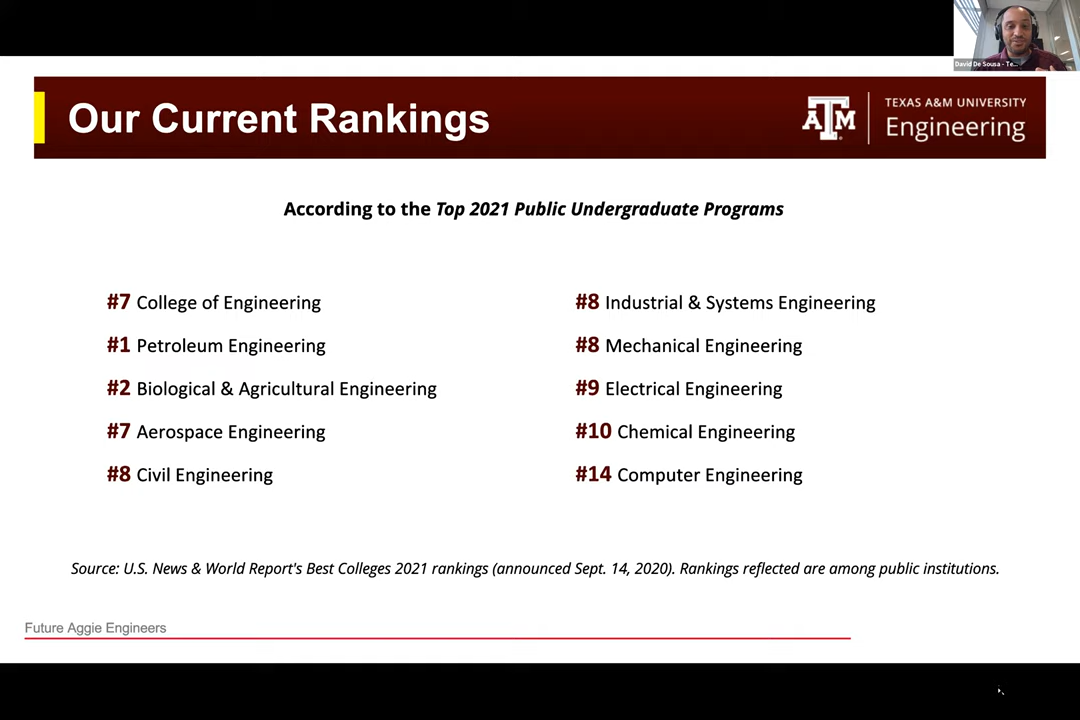 David De Sousa - Te...
Our Current Rankings
ATM
TEXAS A&M UNIVERSITY
Engineering
According to the Top 2021 Public Undergraduate Programs
#7 College of Engineering
#1 Petroleum Engineering
#2 Biological & Agricultural Engineering
#7 Aerospace Engineering
#8 Civil Engineering
#8 Industrial & Systems Engineering
#8 Mechanical Engineering
#9 Electrical Engineering
#10 Chemical Engineering
#14 Computer Engineering
Source: U.S. News & World Report's Best Colleges 2021 rankings (announced Sept. 14, 2020). Rankings reflected are among public institutions.
Future Aggie Engineers